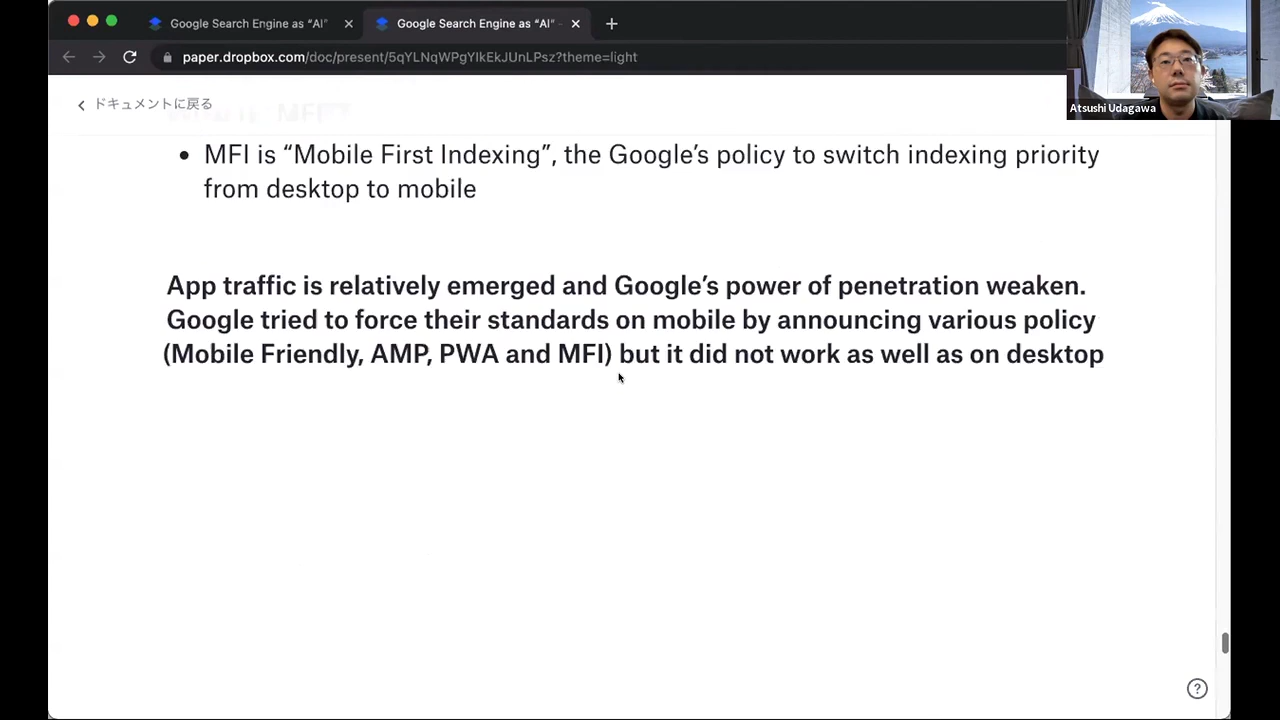 Google Search Engine as “AI”
Google Search Engine as “AI” -
paper.dropbox.com/doc/present/5qYLNqWPgYIkEkJUnLPsz?theme=light
Atsushi Udagawa
ドキュメントに戻る
MFI is “Mobile First Indexing”, the Google’s policy to switch indexing priority
from desktop to mobile
App traffic is relatively emerged and Google’s power of penetration weaken.
Google tried to force their standards on mobile by announcing various policy
(Mobile Friendly, AMP, PWA and MFI) but it did not work as well as on desktop